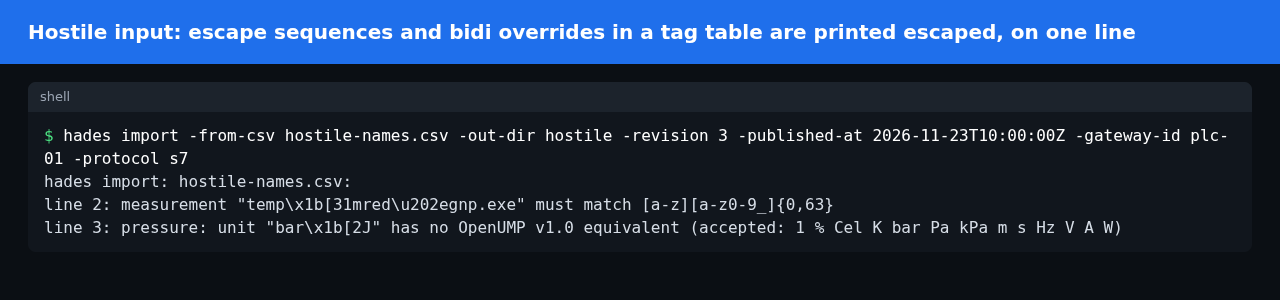 Hostile input: escape sequences and bidi overrides in a tag table are printed escaped, on one line
shell
$ hades import -from-csv hostile-names.csv -out-dir hostile -revision 3 -published-at 2026-11-23T10:00:00Z -gateway-id plc-
01 -protocol s7
hades import: hostile-names.csv:
line 2: measurement "temp\x1b[31mred\u202egnp.exe" must match [a-z][a-z0-9_]{0,63}
line 3: pressure: unit "bar\x1b[2J" has no OpenUMP v1.0 equivalent (accepted: 1 % Cel K bar Pa kPa m s Hz V A W)